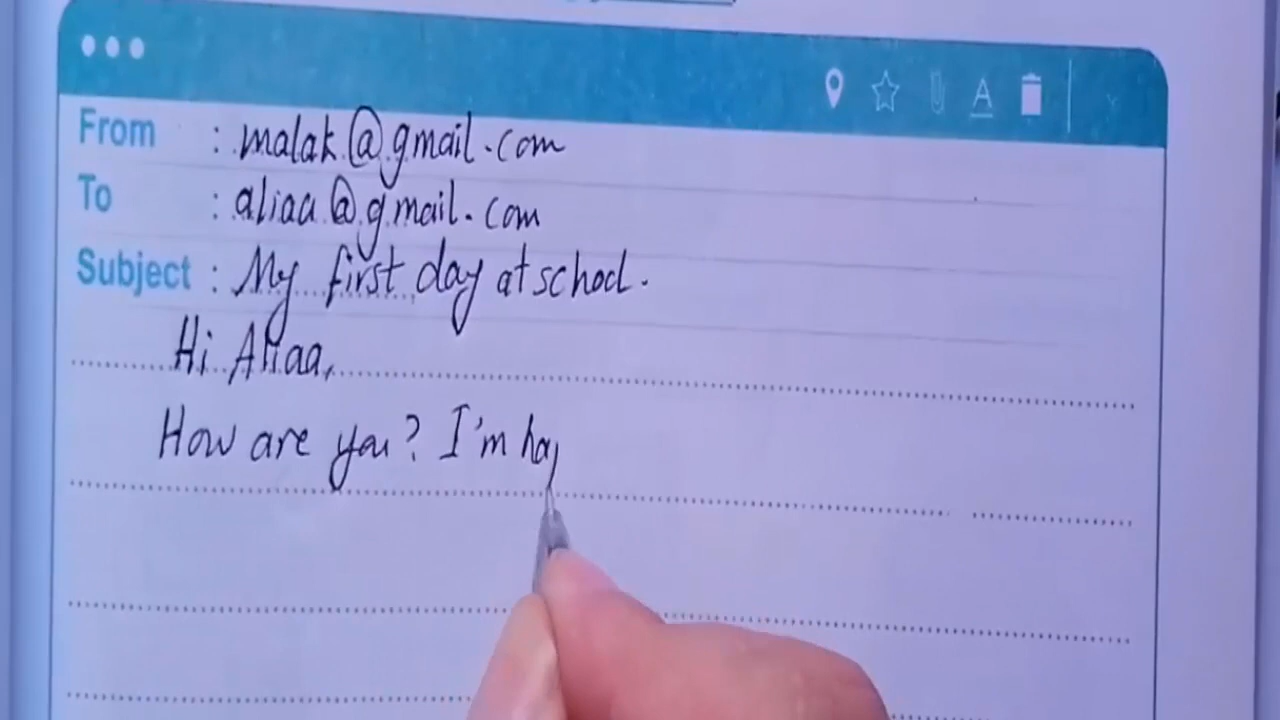 From : malak@gmail.com
To : aliaa@gmail.com
Subject : My first day at school.
Hi Aliaa,
How are you? I'm ha